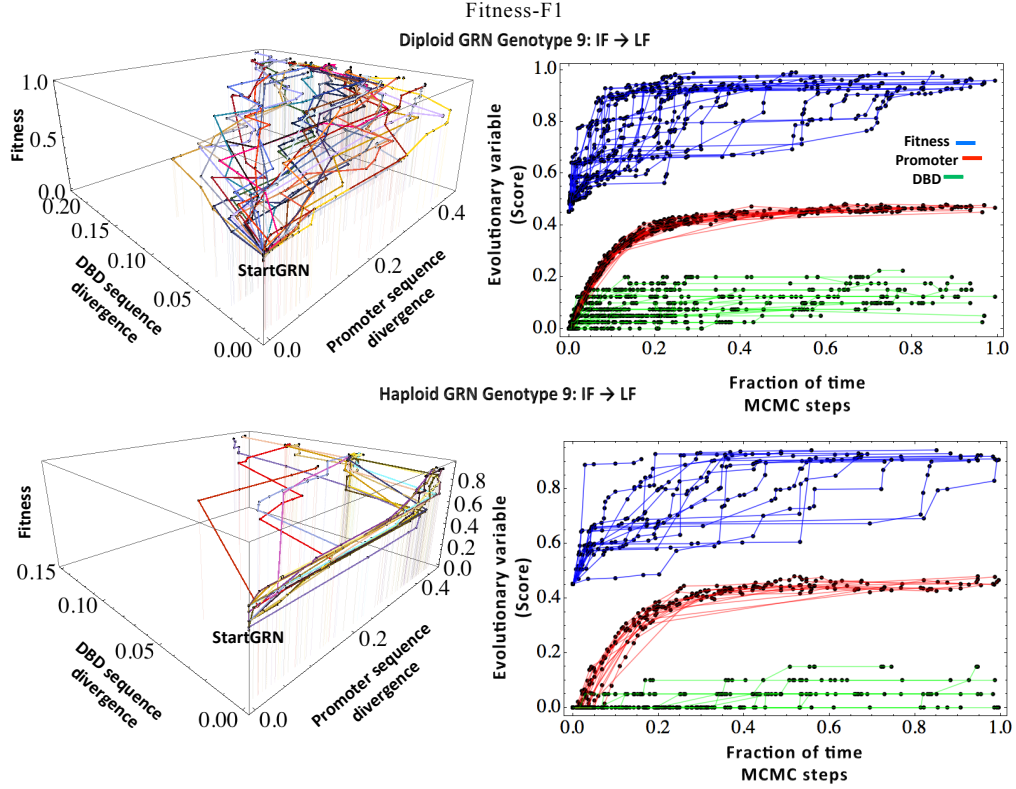 Fitness-F1
Diploid GRN Genotype 9: IF → LF
1.0
0.5
0.0
Fitness
0.20
0.15
0.10
0.05
0.00
DBD sequence
divergence
StartGRN
0.0
0.2
0.4
Promoter sequence
divergence
1.0
0.8
0.6
0.4
0.2
0.0
Evolutionary variable
(Score)
Fitness
Promoter
DBD
0.0
0.2
0.4
0.6
0.8
1.0
Fraction of time
MCMC steps
Haploid GRN Genotype 9: IF → LF
Fitness
0.15
0.10
0.05
0.00
DBD sequence
divergence
StartGRN
0.0
0.2
0.4
Promoter sequence
divergence
0.8
0.6
0.4
0.2
0.0
0.8
0.6
0.4
0.2
0.0
Evolutionary variable
(Score)
0.0
0.2
0.4
0.6
0.8
1.0
Fraction of time
MCMC steps